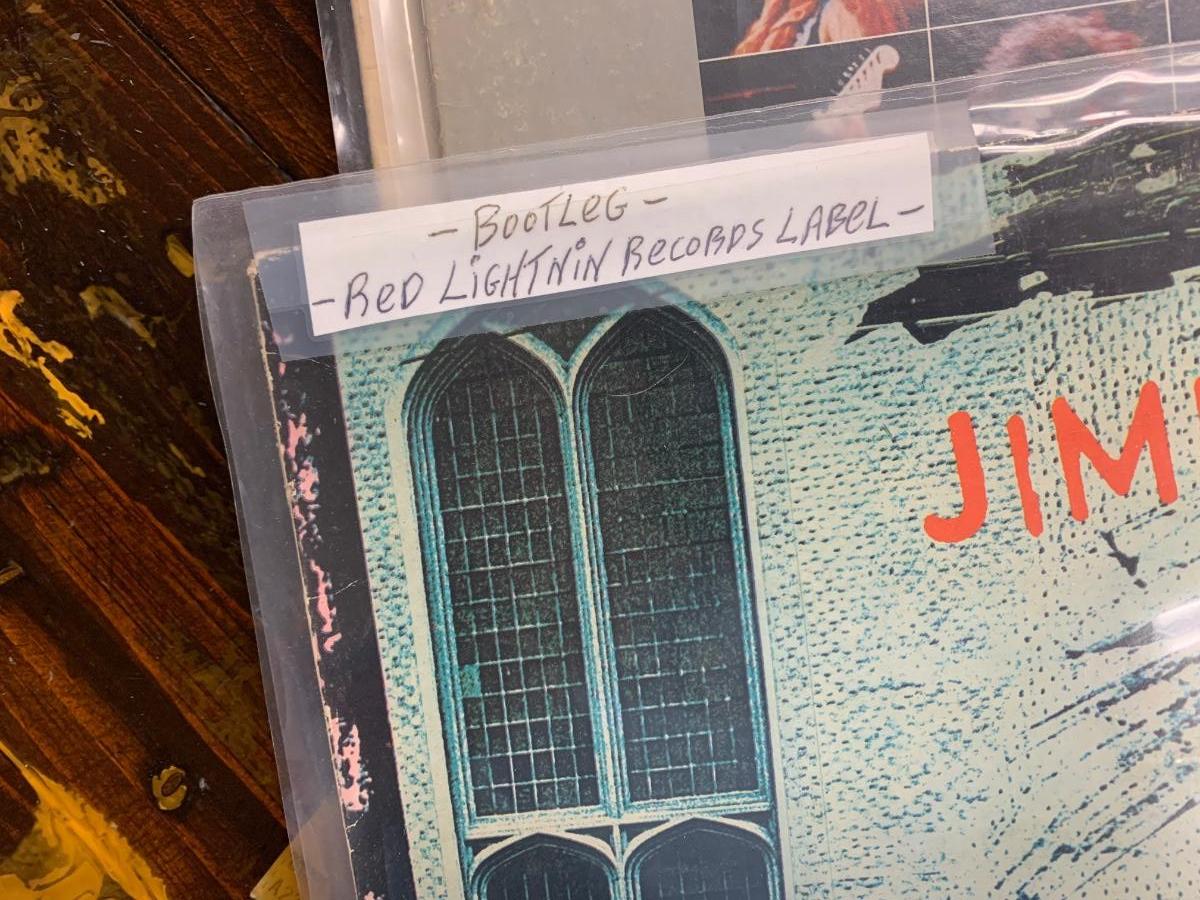 - BOOTLEG -
- RED LIGHTNIN RECORDS LABEL -
JIM